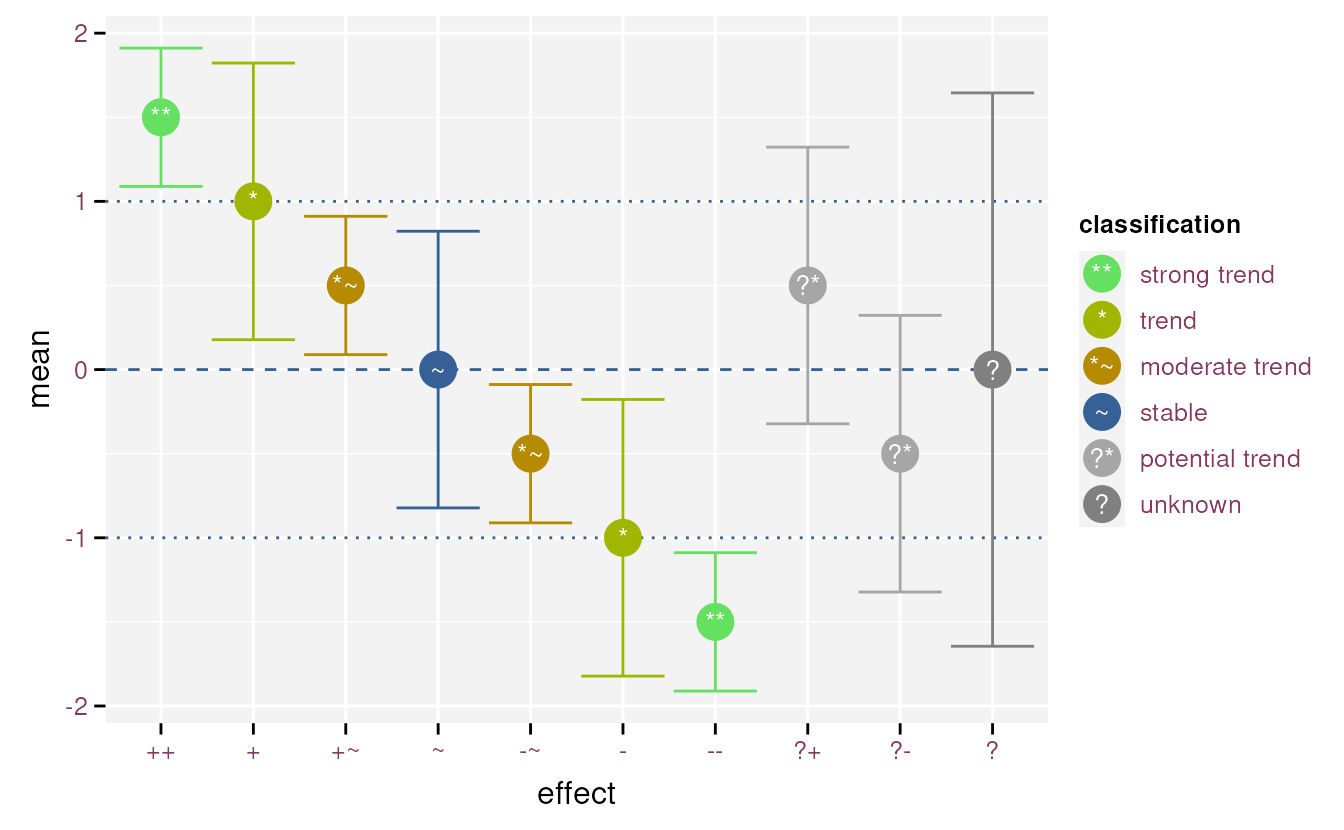 2
1
0
-1
-2
mean
**
*
*~
~
*~
*
**
?*
?*
?
++
+
+~
~
-~
-
--
?+
?-
?
effect
classification
** strong trend
* trend
*~ moderate trend
~ stable
?* potential trend
? unknown